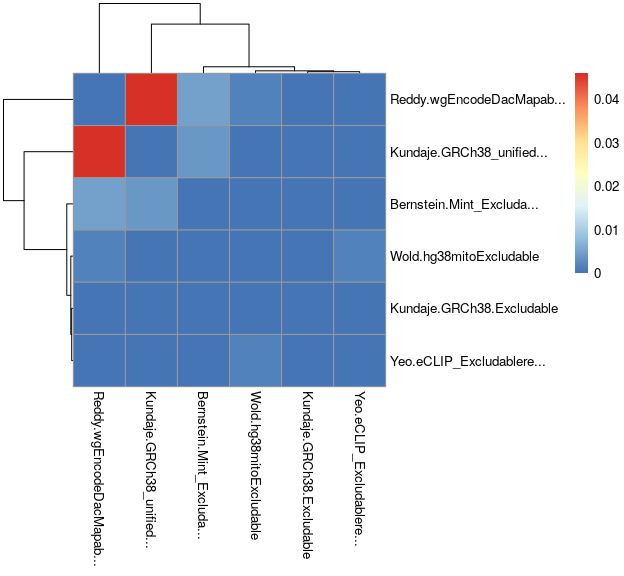 Reddy.wgEncodeDacMapab...
Kundaje.GRCh38_unified...
Bernstein.Mint_Excluda...
Wold.hg38mitoExcludable
Kundaje.GRCh38.Excludable
Yeo.eCLIP_Excludablere...
0.04
0.03
0.02
0.01
0
Reddy.wgEncodeDacMapab...
Kundaje.GRCh38_unified...
Bernstein.Mint_Excluda...
Wold.hg38mitoExcludable
Kundaje.GRCh38.Excludable
Yeo.eCLIP_Excludablere...